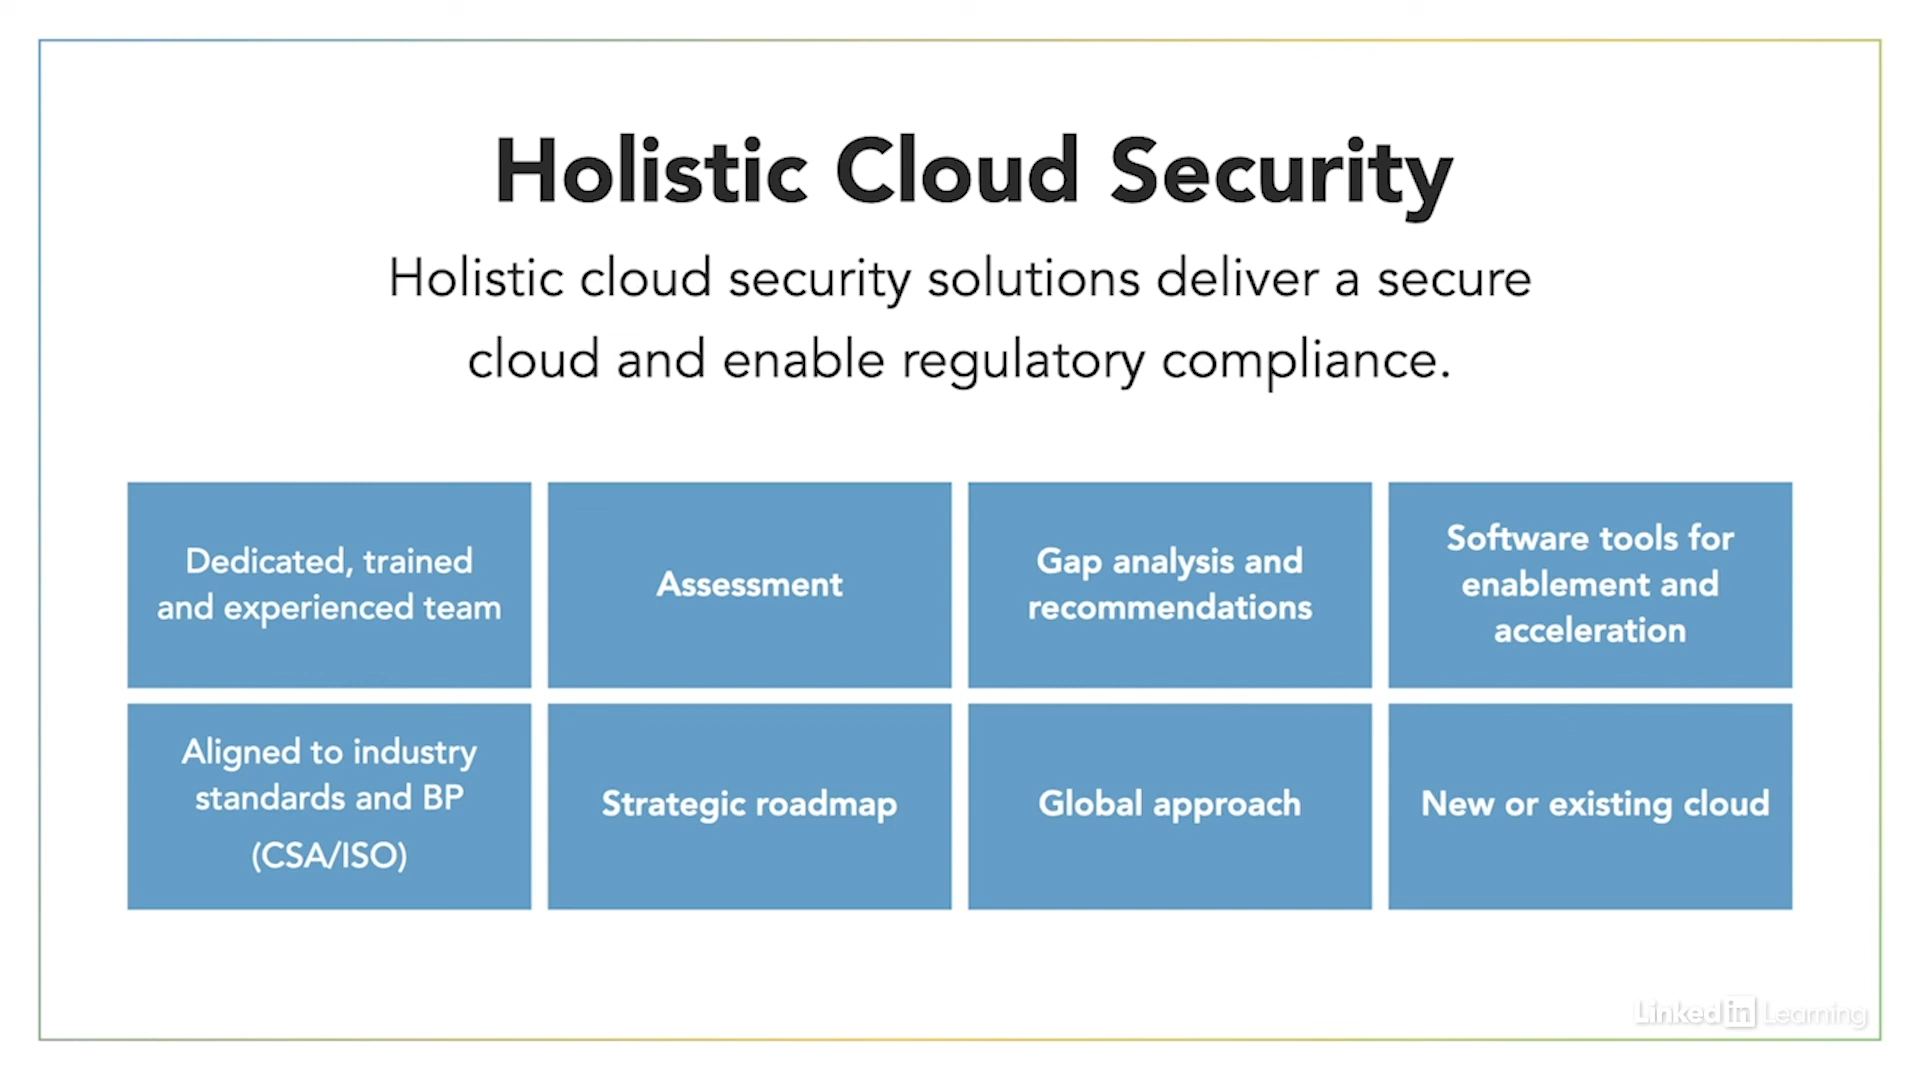 Holistic Cloud Security
Holistic cloud security solutions deliver a secure
cloud and enable regulatory compliance.
Dedicated, trained
and experienced team
Assessment
Gap analysis and
recommendations
Software tools for
enablement and
acceleration
Aligned to industry
standards and BP
(CSA/ISO)
Strategic roadmap
Global approach
New or existing cloud
Linked in Learning